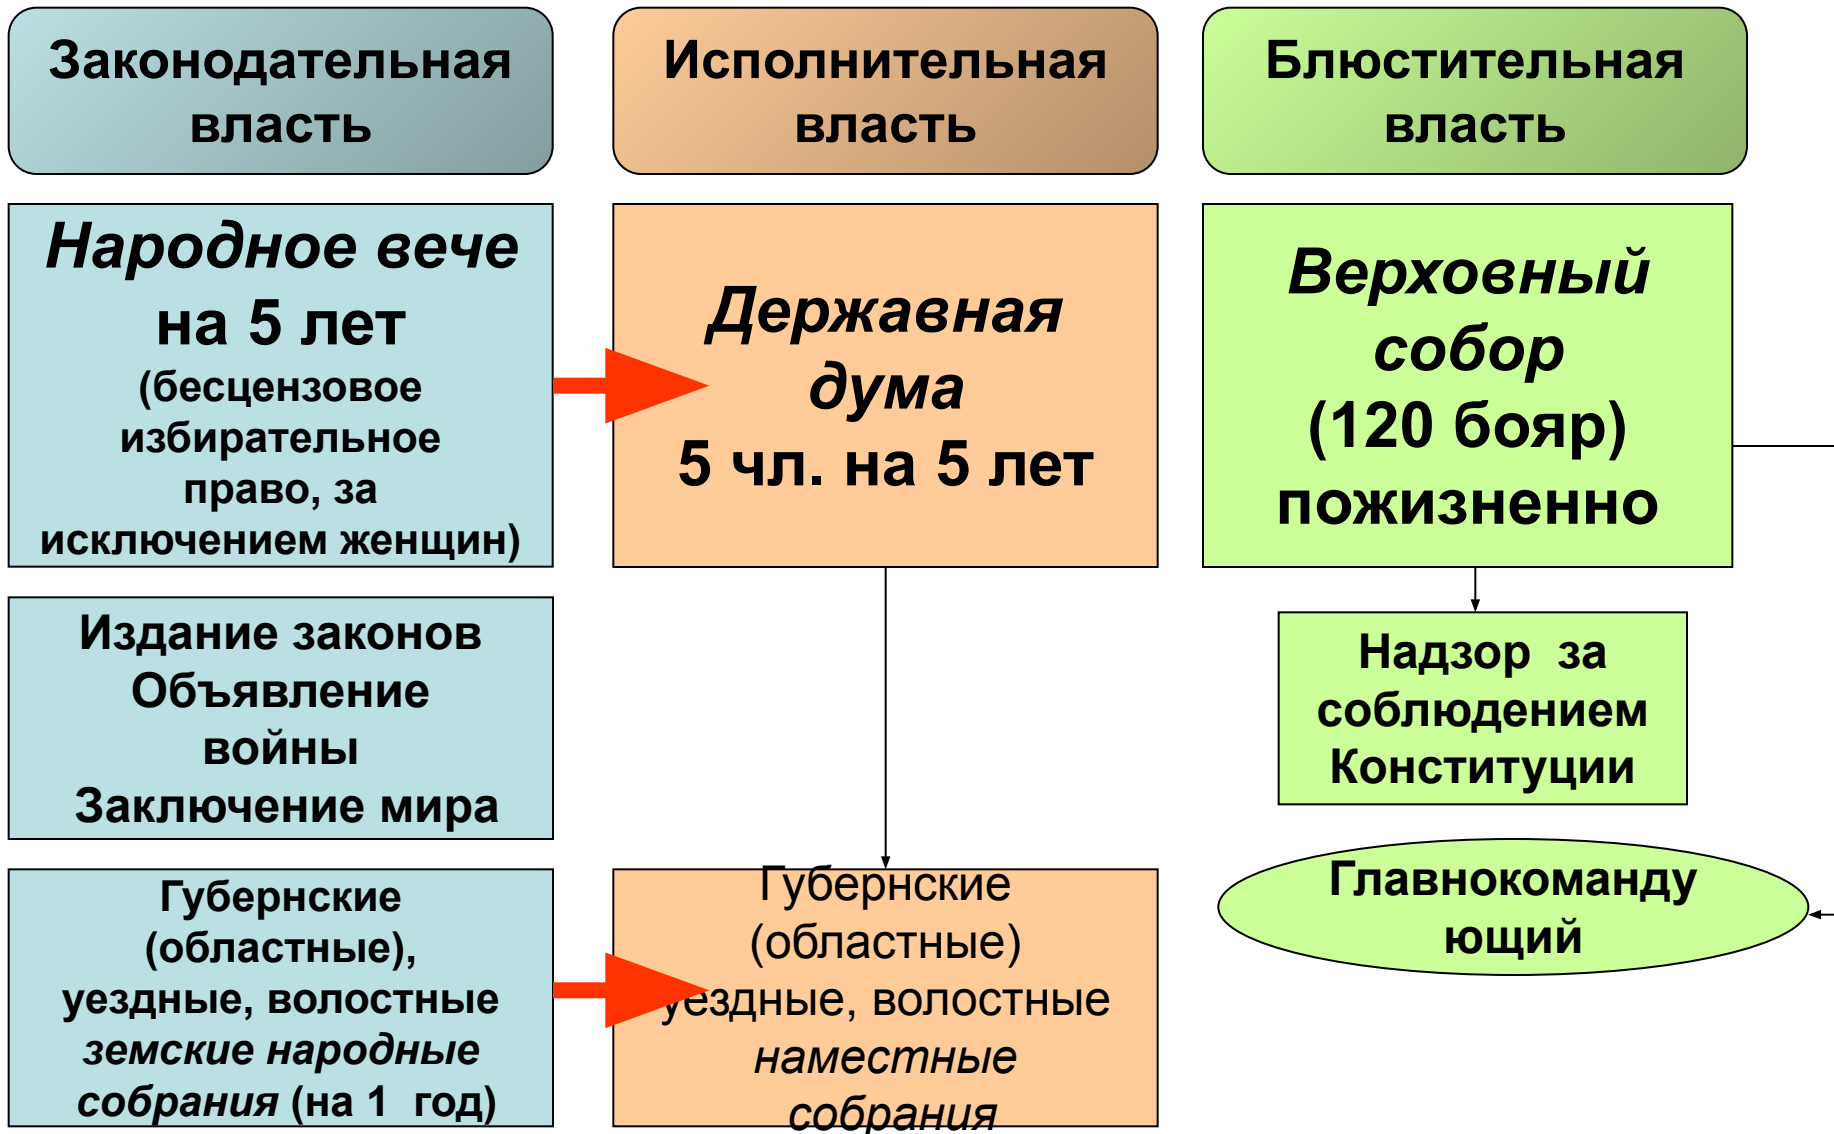 Законодательная
власть
Исполнительная
власть
Блюстительная
власть
Народное вече
на 5 лет
(бесцензовое
избирательное
право, за
исключением женщин)
Державная
дума
5 чл. на 5 лет
Верховный
собор
(120 бояр)
пожизненно
Издание законов
Объявление
войны
Заключение мира
Надзор за
соблюдением
Конституции
Главнокоманду
ющий
Губернские
(областные),
уездные, волостные
земские народные
собрания (на 1 год)
Губернские
(областные)
уездные, волостные
наместные
собрания